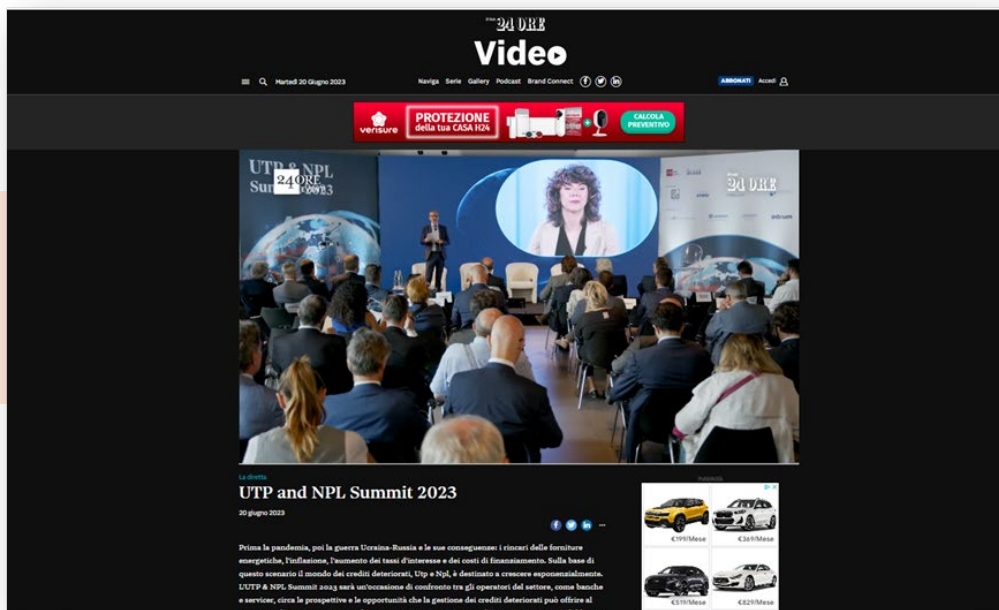 24 ORE
Video
Martedì 20 Giugno 2023
Naviga Serie Gallery Podcast Brand Connect
ABBONATI Accedi
verisure
PROTEZIONE
della tua CASA H24
CALCOLA
PREVENTIVO
UTP & NPL
Summit 2023
24 ORE
24 ORE
intrum
La diretta
UTP and NPL Summit 2023
20 giugno 2023
Pubblicità
€199/Mese
€369/Mese
€519/Mese
€829/Mese
Prima la pandemia, poi la guerra Ucraina-Russia e le sue conseguenze: i rincari delle forniture
energetiche, l'inflazione, l'aumento dei tassi d'interesse e dei costi di finanziamento. Sulla base di
questo scenario il mondo dei crediti deteriorati, Utp e Npl, è destinato a crescere esponenzialmente.
L'UTP & NPL Summit 2023 sarà un'occasione di confronto tra gli operatori del settore, come banche
e servicer, circa le prospettive e le opportunità che la gestione dei crediti deteriorati può offrire al